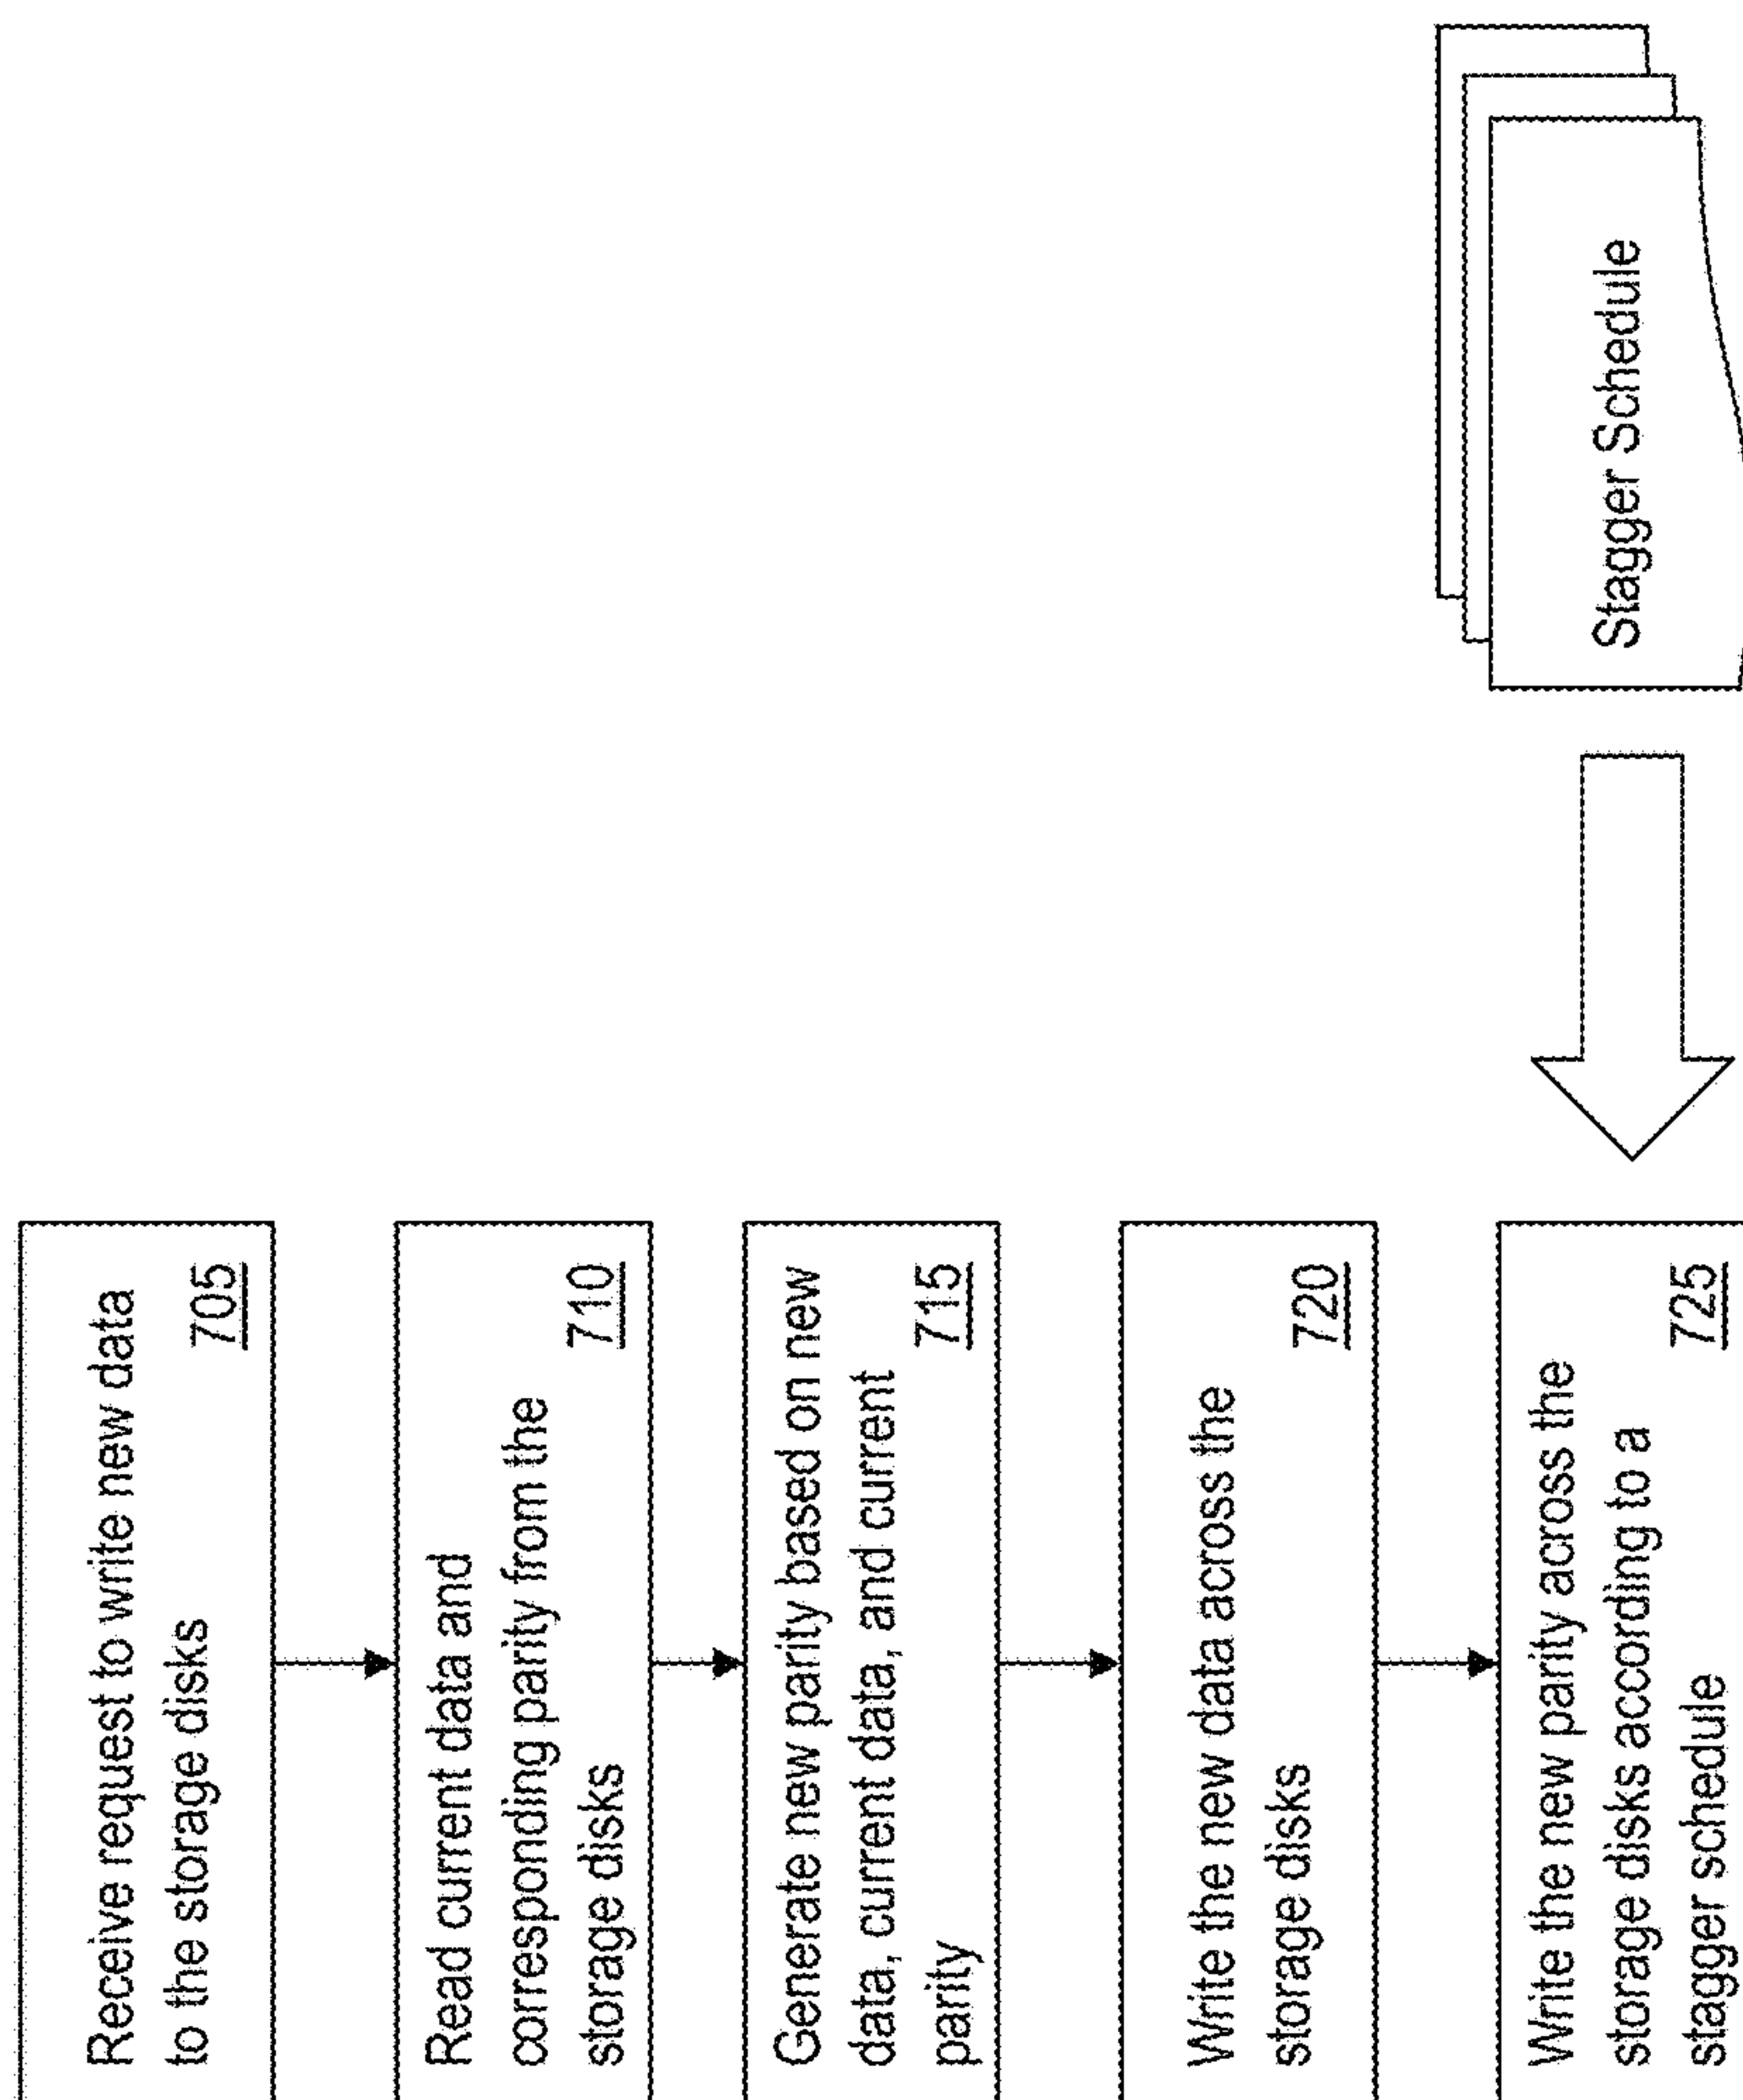 Receive request to write new data
to the storage disks
705
Read current data and
corresponding parity from the
storage disks
710
Generate new parity based on new
data, current data, and current
parity
715
Write the new data across the
storage disks
720
Write the new parity across the
storage disks according to a
stagger schedule
725
Stagger Schedule